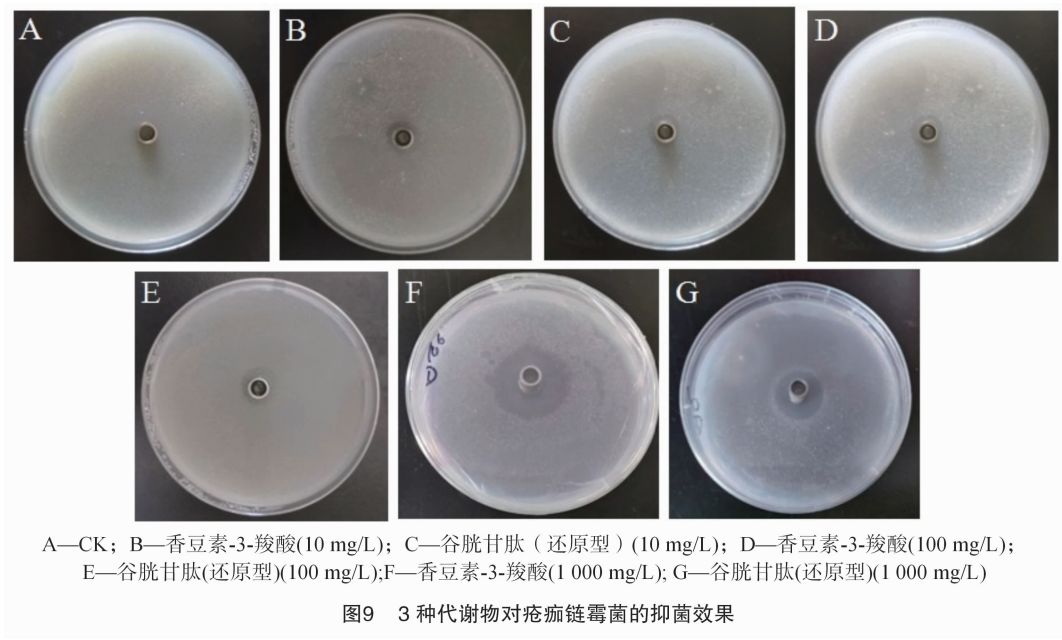 A
B
C
D
E
F
G
A—CK；B—香豆素-3-羧酸(10 mg/L)；C—谷胱甘肽（还原型）(10 mg/L)；D—香豆素-3-羧酸(100 mg/L)；
E—谷胱甘肽(还原型)(100 mg/L);F—香豆素-3-羧酸(1 000 mg/L); G—谷胱甘肽(还原型)(1 000 mg/L)
图9 3 种代谢物对疮痂链霉菌的抑菌效果